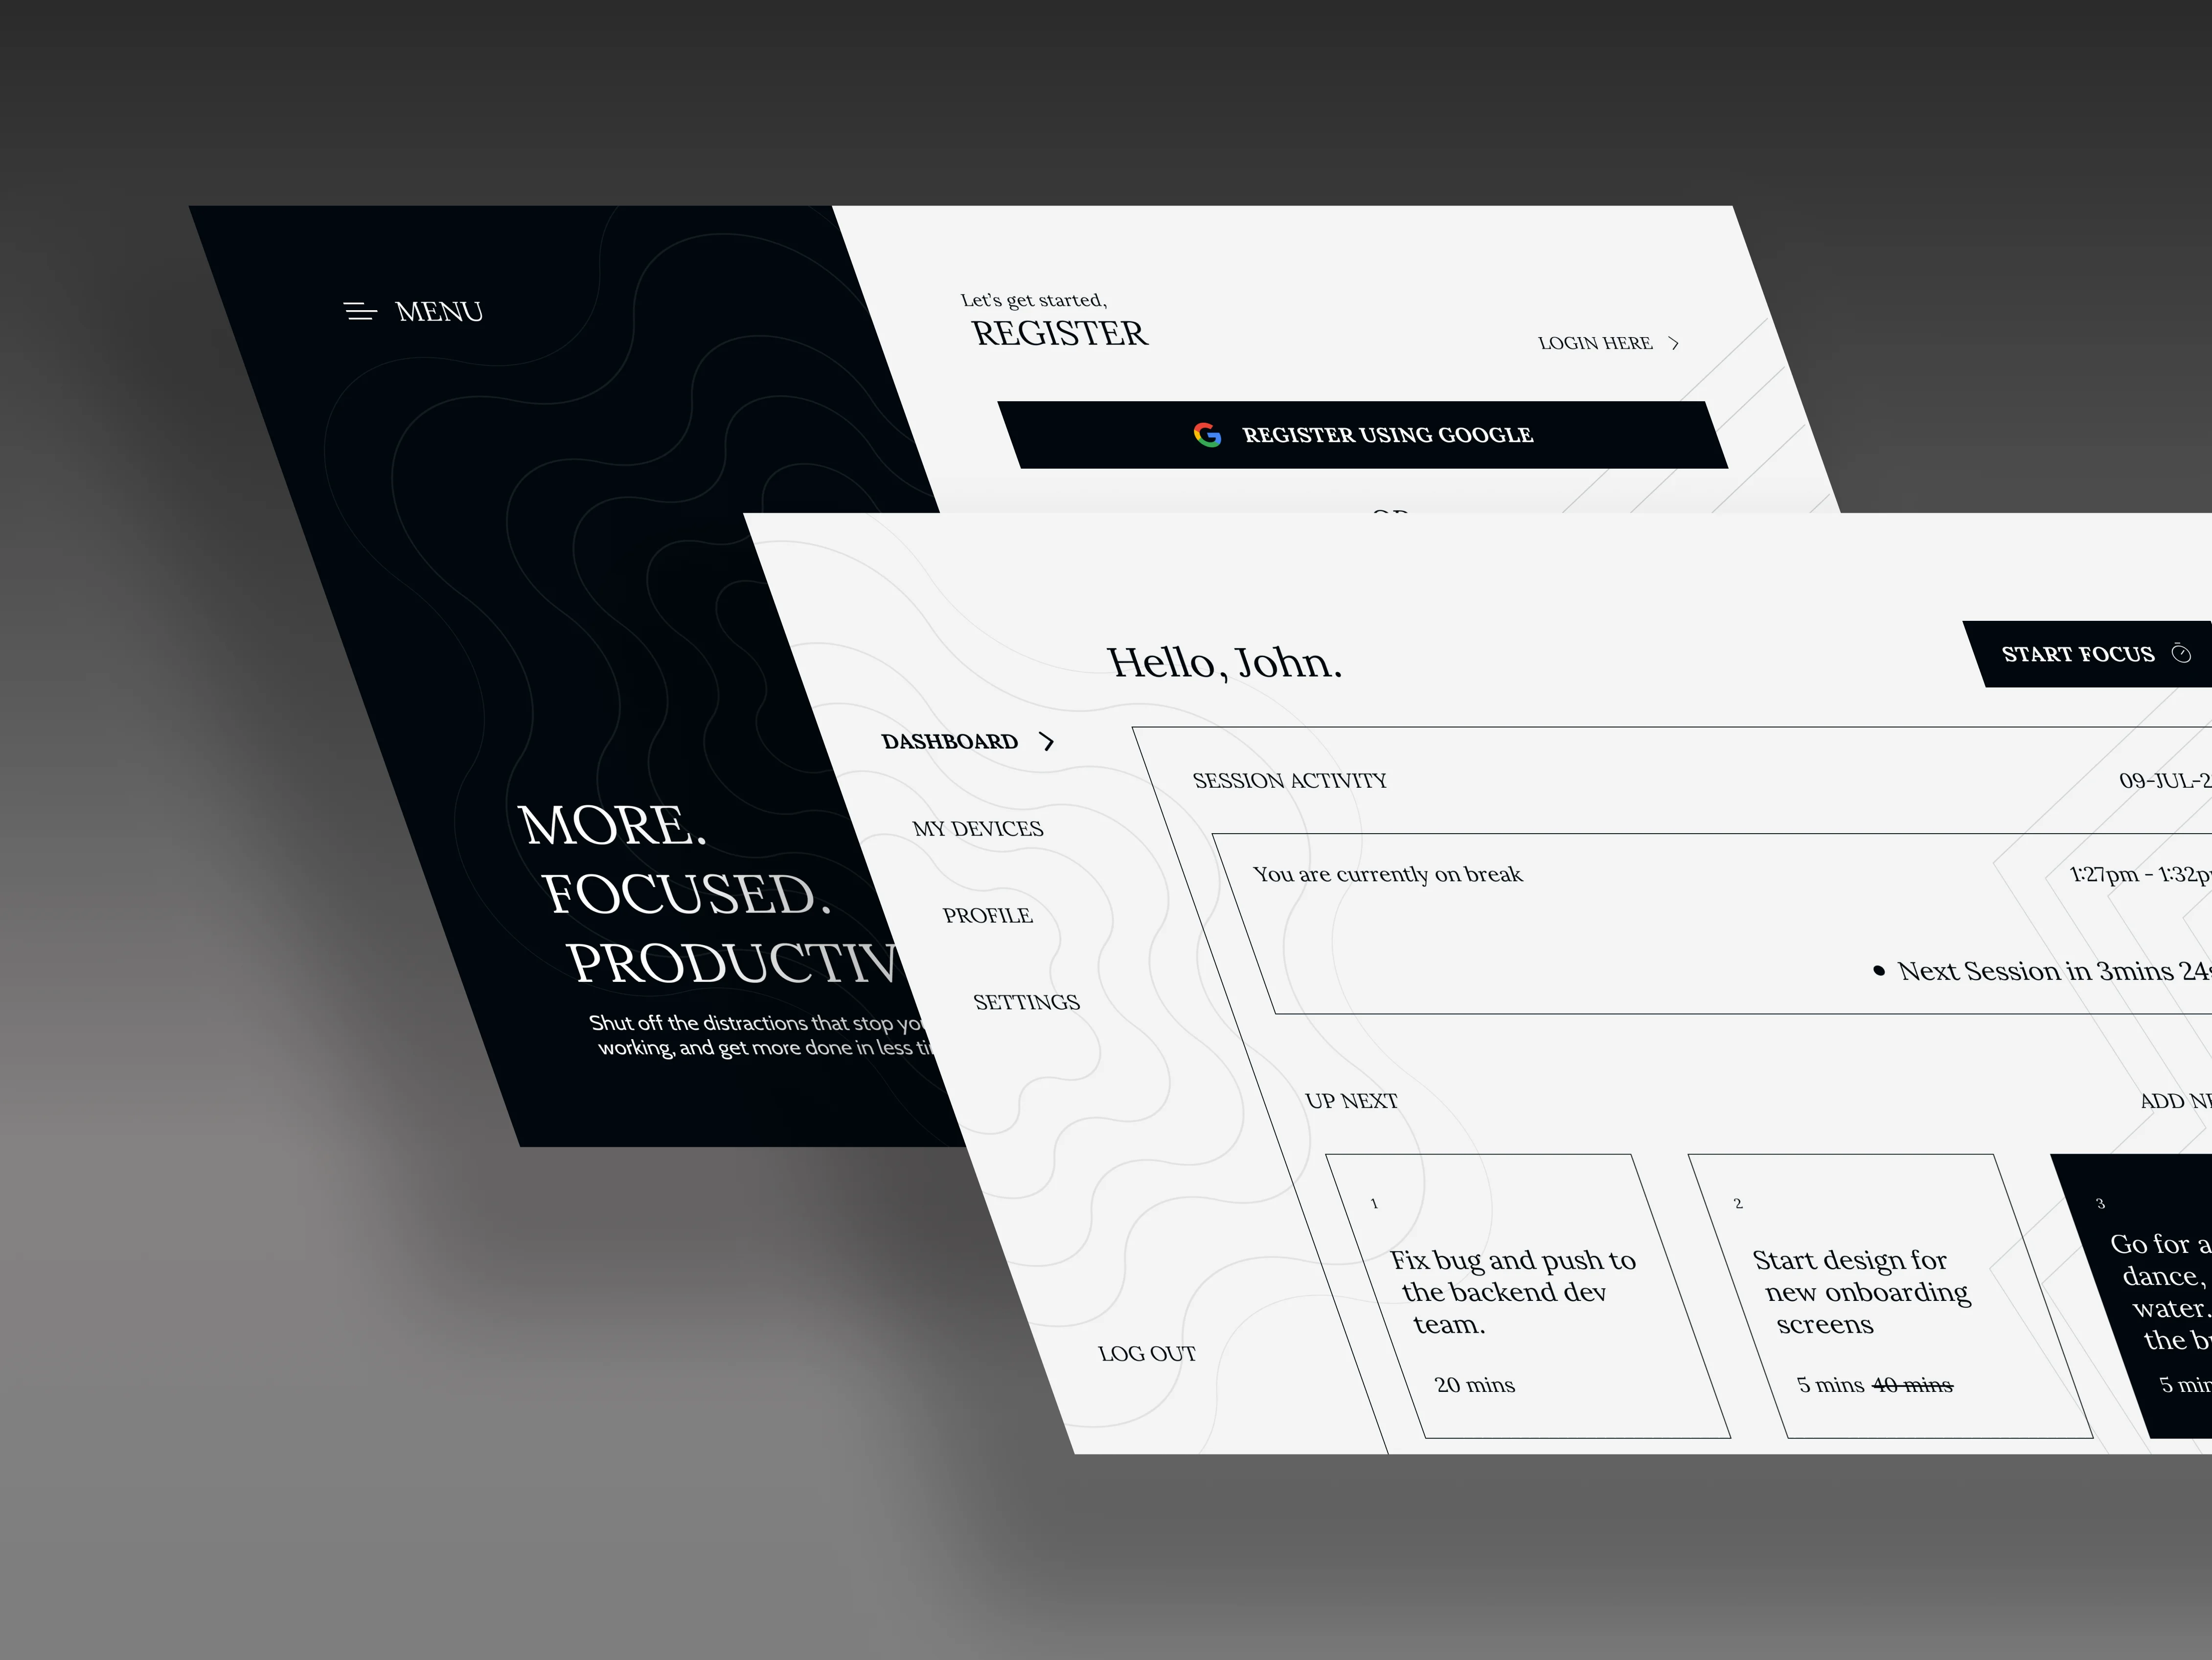 MENU
MORE.
FOCUSED.
PRODUCTIV
Shut off the distractions that stop
working, and get more done in less
Let's get started,
REGISTER
LOGIN HERE
REGISTER USING GOOGLE
OR
Hello, John.
START FOCUS
DASHBOARD
MY DEVICES
PROFILE
SETTINGS
LOG OUT
SESSION ACTIVITY
09-JUL-2
You are currently on break
1:27pm - 1:32p
Next Session in 3mins 24
UP NEXT
ADD
1
Fix bug and push to
the backend dev
team.
20 mins
2
Start design for
new onboarding
screens
5 mins 40 mins
3
Go for a
dance,
water.
the
5